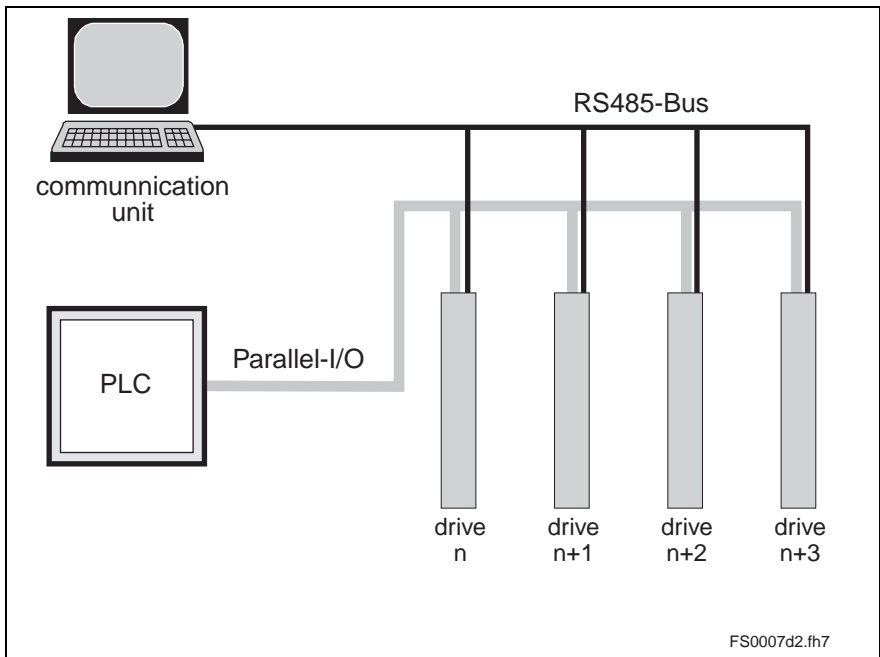 RS485-Bus
communnication
unit
Parallel-I/O
PLC
drive
n
drive
n+1
drive
n+2
drive
n+3
FS0007d2.fh7